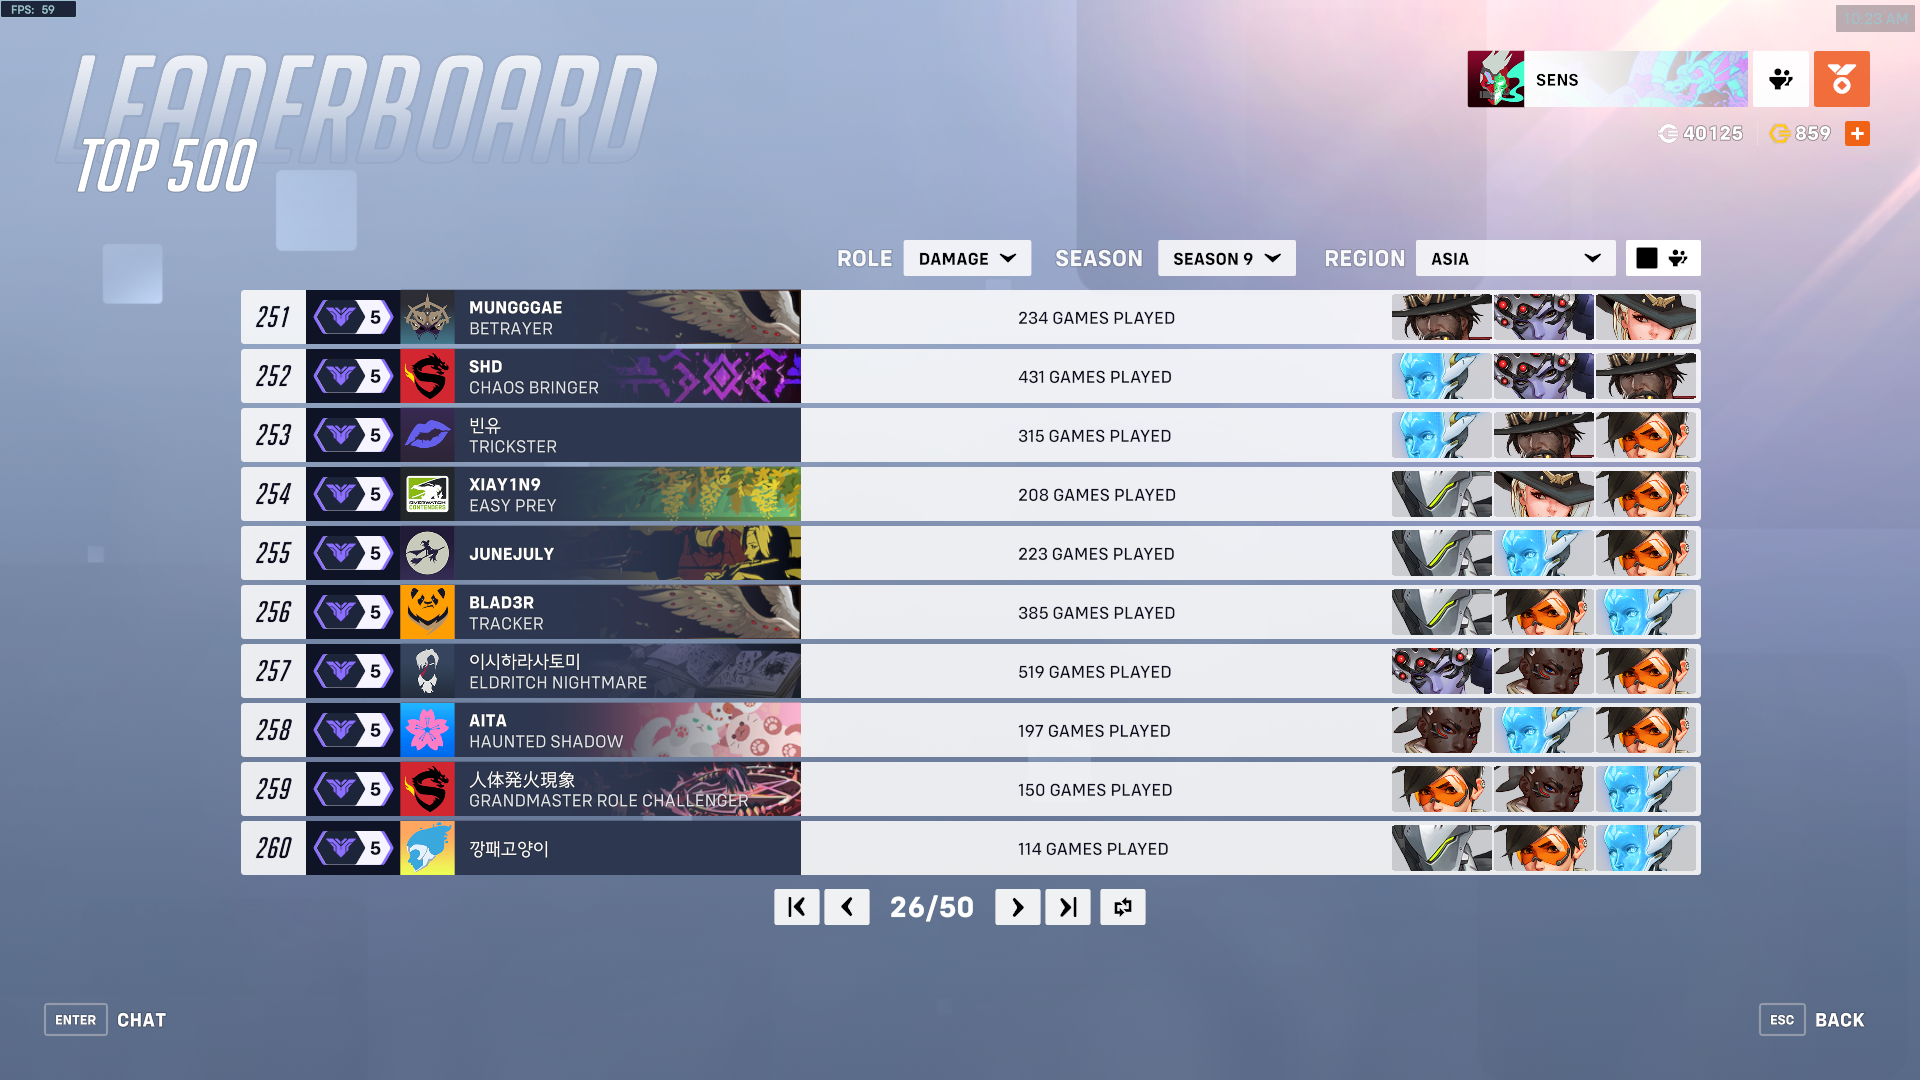 FPS: 59
10:23 AM
LEADERBOARD
TOP 500
SENS
40125
859
ROLE
DAMAGE
SEASON
SEASON 9
REGION
ASIA
251 5 MUNGGGAE 234 GAMES PLAYED
BETRAYER
252 5 SHD 431 GAMES PLAYED
CHAOS BRINGER
253 5 빈유 315 GAMES PLAYED
TRICKSTER
254 5 XIAY1N9 208 GAMES PLAYED
OVERWATCH
CONTENDERS
EASY PREY
255 5 JUNEJULY 223 GAMES PLAYED
256 5 BLAD3R 385 GAMES PLAYED
TRACKER
257 5 이시하라사토미 519 GAMES PLAYED
ELDRITCH NIGHTMARE
258 5 AITA 197 GAMES PLAYED
HAUNTED SHADOW
259 5 人体発火現象 150 GAMES PLAYED
GRANDMASTER ROLE CHALLENGER
260 5 깡패고양이 114 GAMES PLAYED
26/50
ENTER CHAT
ESC BACK